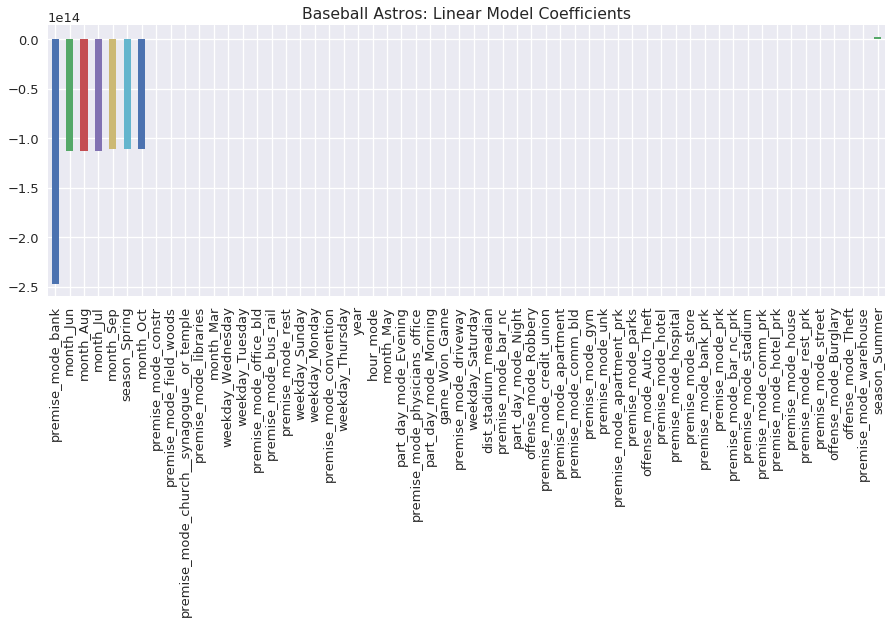 Baseball Astros: Linear Model Coefficients
1e14
0.0
−0.5
−1.0
−1.5
−2.0
−2.5
premise_mode_bank
month_Jun
month_Aug
month_Jul
month_Sep
season_Spring
month_Oct
premise_mode_constr
premise_mode_field_woods
premise_mode_church__synagogue__or_temple
premise_mode_libraries
month_Mar
weekday_Wednesday
weekday_Tuesday
premise_mode_office_bld
premise_mode_bus_rail
premise_mode_rest
weekday_Sunday
weekday_Monday
premise_mode_convention
weekday_Thursday
year
hour_mode
month_May
part_day_mode_Evening
premise_mode_physicians_office
part_day_mode_Morning
game_Won_Game
premise_mode_driveway
weekday_Saturday
dist_stadium_meadian
premise_mode_bar_nc
part_day_mode_Night
offense_mode_Robbery
premise_mode_credit_union
premise_mode_apartment
premise_mode_comm_bld
premise_mode_gym
premise_mode_unk
premise_mode_apartment_prk
premise_mode_parks
offense_mode_Auto_Theft
premise_mode_hotel
premise_mode_hospital
premise_mode_store
premise_mode_bank_prk
premise_mode_prk
premise_mode_bar_nc_prk
premise_mode_stadium
premise_mode_comm_prk
premise_mode_hotel_prk
premise_mode_house
premise_mode_rest_prk
premise_mode_street
offense_mode_Burglary
offense_mode_Theft
premise_mode_warehouse
season_Summer